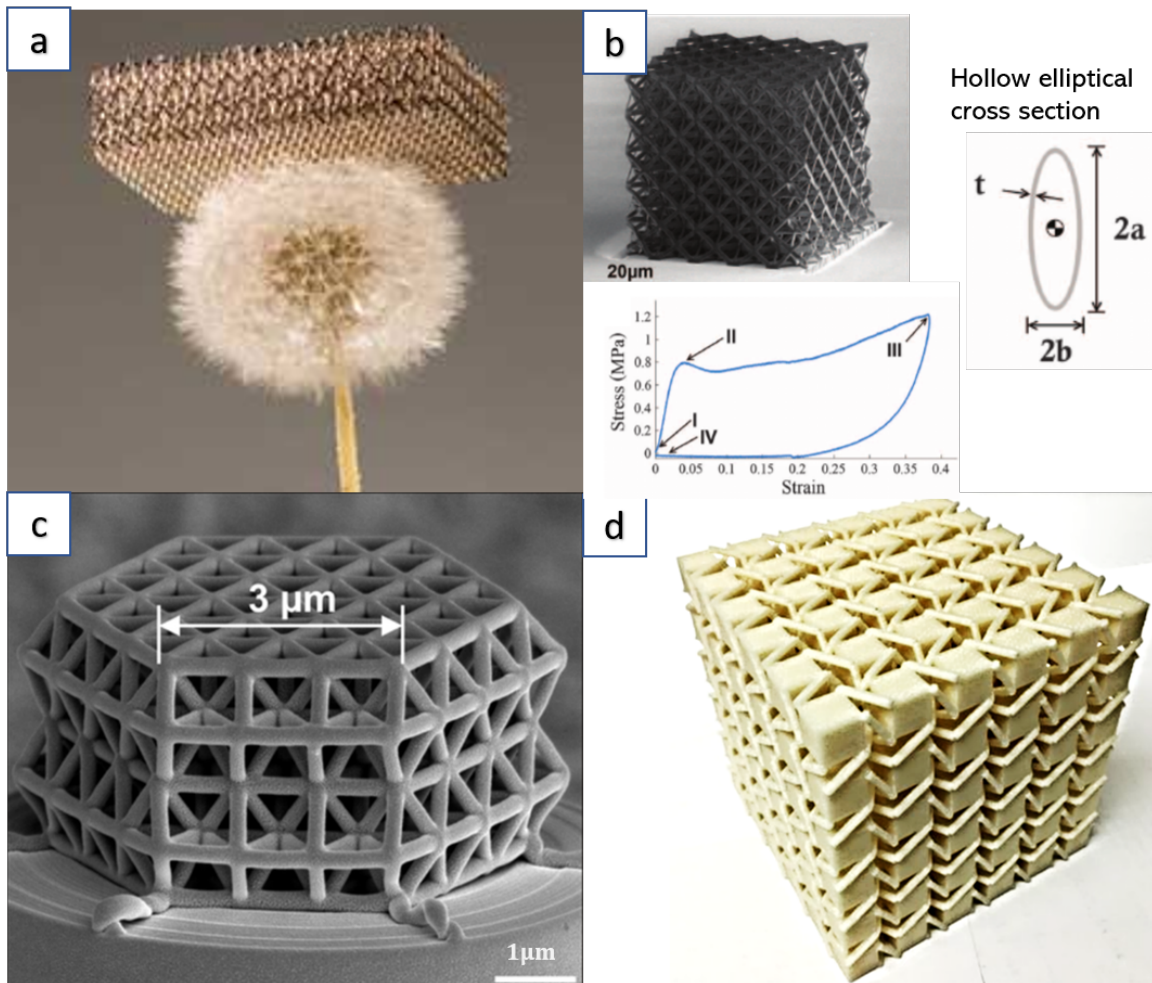 a
b
20μm
Hollow elliptical
cross section
t
2a
2b
Stress (MPa)
1.2
1
0.8
0.6
0.4
0.2
0
II
III
I
IV
0
0.05
0.1
0.15
0.2
0.25
0.3
0.35
0.4
Strain
c
3 μm
1μm
d